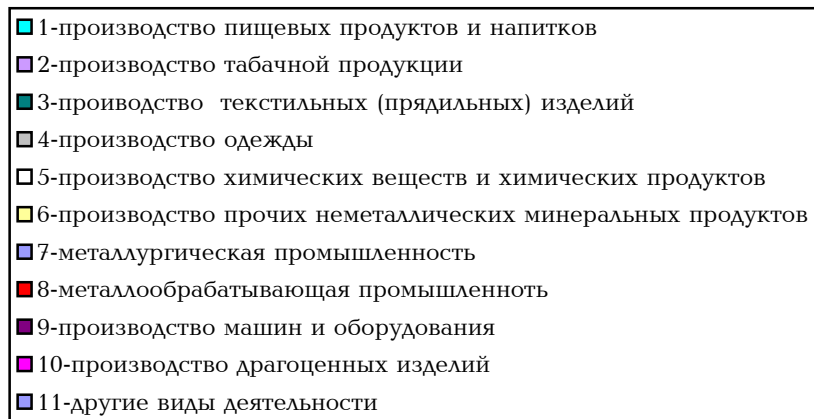 1-производство пищевых продуктов и напитков
2-производство табачной продукции
3-проиводство  текстильных (прядильных) изделий
4-производство одежды
5-производство химических веществ и химических продуктов
6-производство прочих неметаллических минеральных продуктов
7-металлургическая промышленность
8-металлообрабатывающая промышленноть
9-производство машин и оборудования
10-производство драгоценных изделий
11-другие виды деятельности